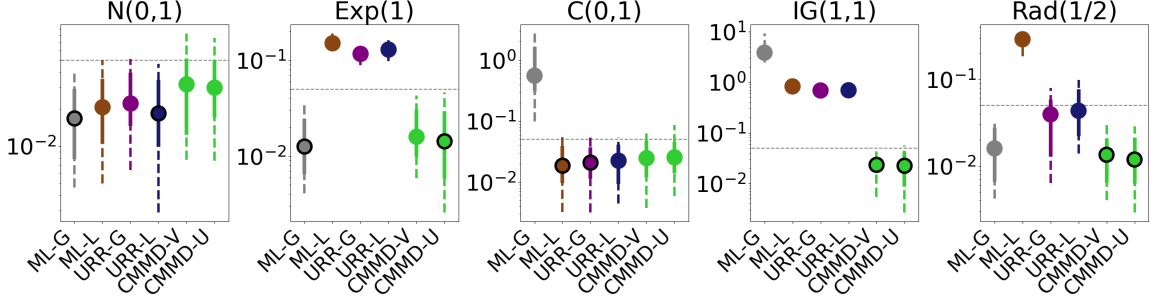 N(0,1)
10^{-2}
ML-G
ML-L
URR-G
URR-L
CMMD-V
CMMD-U
Exp(1)
10^{-1}
10^{-2}
ML-G
ML-L
URR-G
URR-L
CMMD-V
CMMD-U
C(0,1)
10^{0}
10^{-1}
10^{-2}
ML-G
ML-L
URR-G
URR-L
CMMD-V
CMMD-U
IG(1,1)
10^{1}
10^{0}
10^{-1}
10^{-2}
ML-G
ML-L
URR-G
URR-L
CMMD-V
CMMD-U
Rad(1/2)
10^{-1}
10^{-2}
ML-G
ML-L
URR-G
URR-L
CMMD-V
CMMD-U